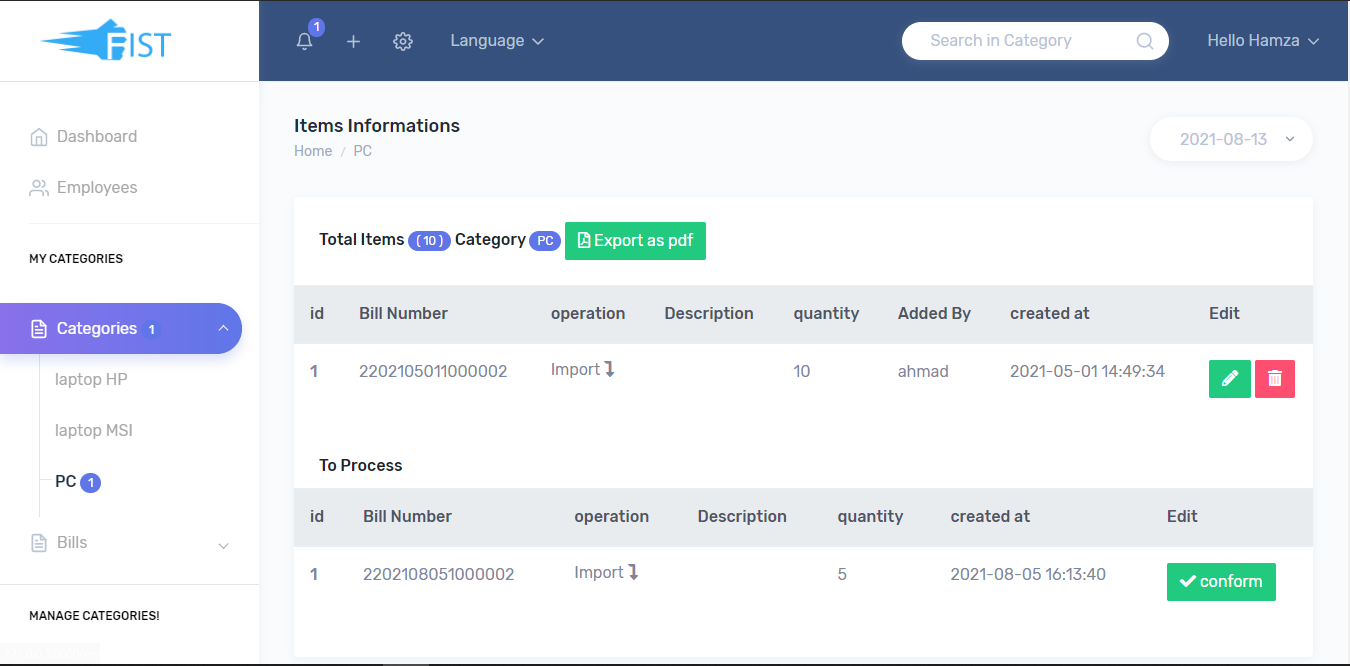 FIST
1
Language
Search in Category
Hello Hamza
Dashboard
Employees
MY CATEGORIES
Categories 1
laptop HP
laptop MSI
PC 1
Bills
MANAGE CATEGORIES!
Items Informations
Home / PC
2021-08-13
Total Items (10) Category PC Export as pdf
id Bill Number operation Description quantity Added By created at Edit
1 2202105011000002 Import 10 ahmad 2021-05-01 14:49:34
To Process
id Bill Number operation Description quantity created at Edit
1 2202108051000002 Import 5 2021-08-05 16:13:40 conform